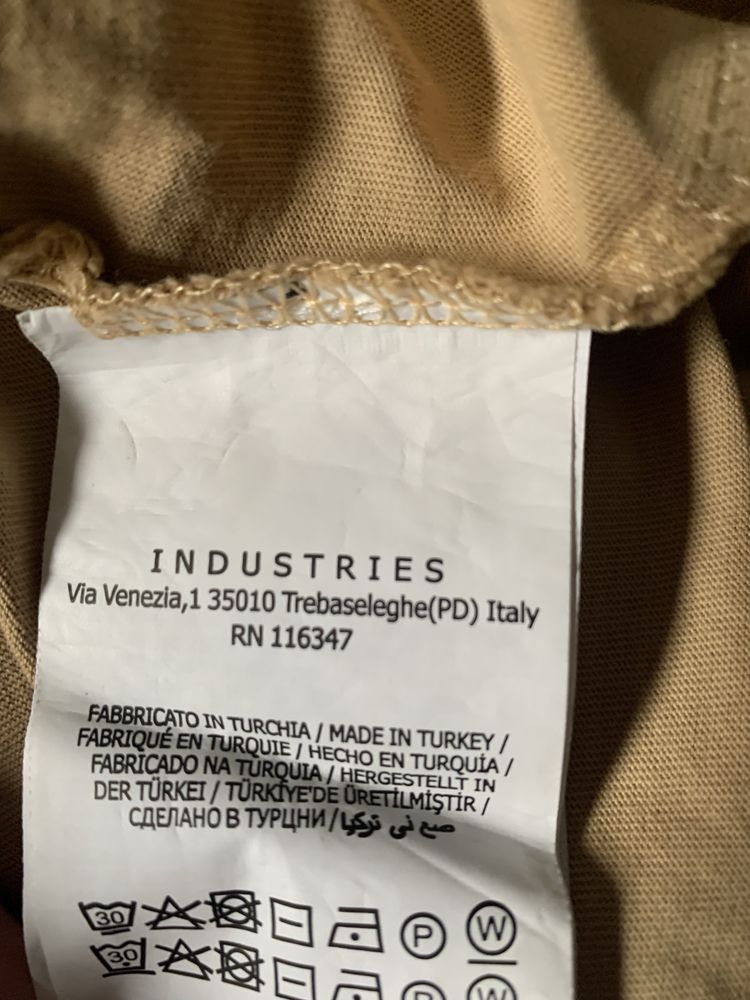 INDUSTRIES
Via Venezia,1 35010 Trebaseleghe(PD) Italy
RN 116347
FABBRICATO IN TURCHIA / MADE IN TURKEY /
FABRIQUÉ EN TURQUIE / HECHO EN TURQUÍA /
FABRICADO NA TURQUIA / HERGESTELLT IN
DER TÜRKEI / TÜRKİYE'DE ÜRETİLMİŞTİR /
СДЕЛАНО В ТУРЦНИ / صبع في تركيا
30 P W
30 P W